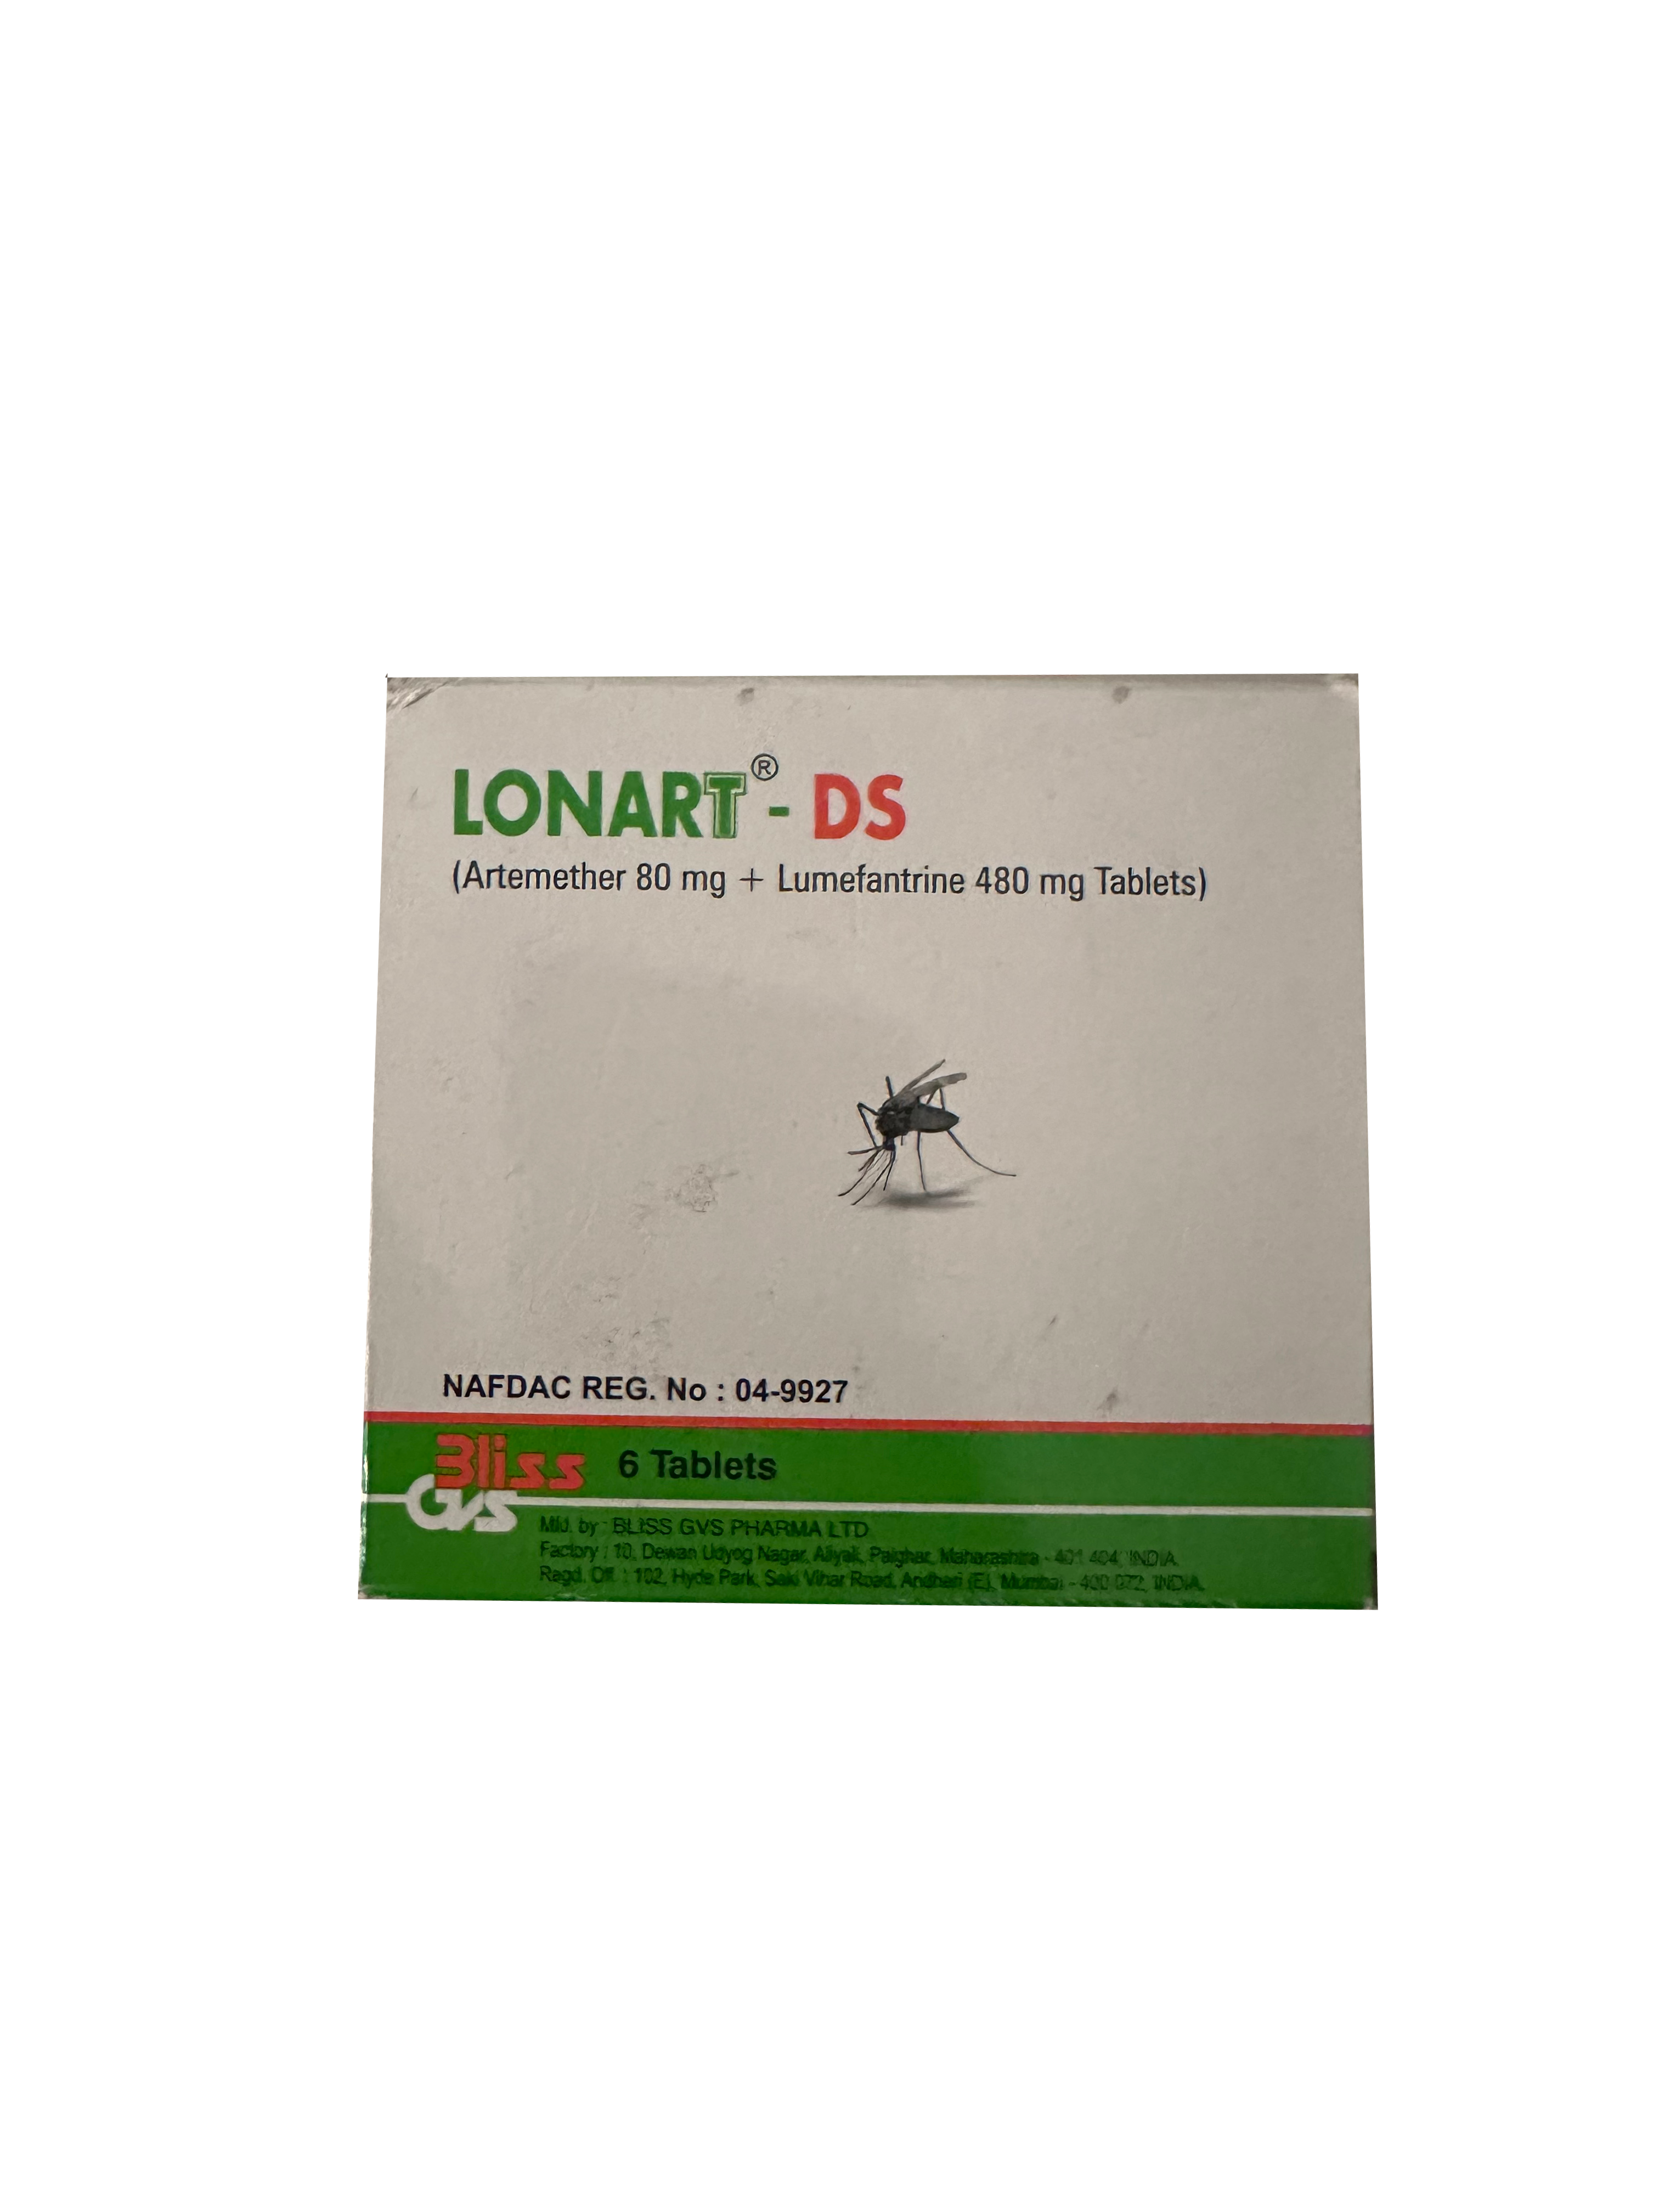 LONART® - DS
(Artemether 80 mg + Lumefantrine 480 mg Tablets)
NAFDAC REG. No : 04-9927
Bliss
GVS
6 Tablets
Mfd. by : BLISS GVS PHARMA LTD
Factory : 10, Dewan Udyog Nagar, Aliyali, Palghar, Maharashtra - 401 404, INDIA.
Regd. Off. : 102, Hyde Park, Saki Vihar Road, Andheri (E), Mumbai - 400 072, INDIA.